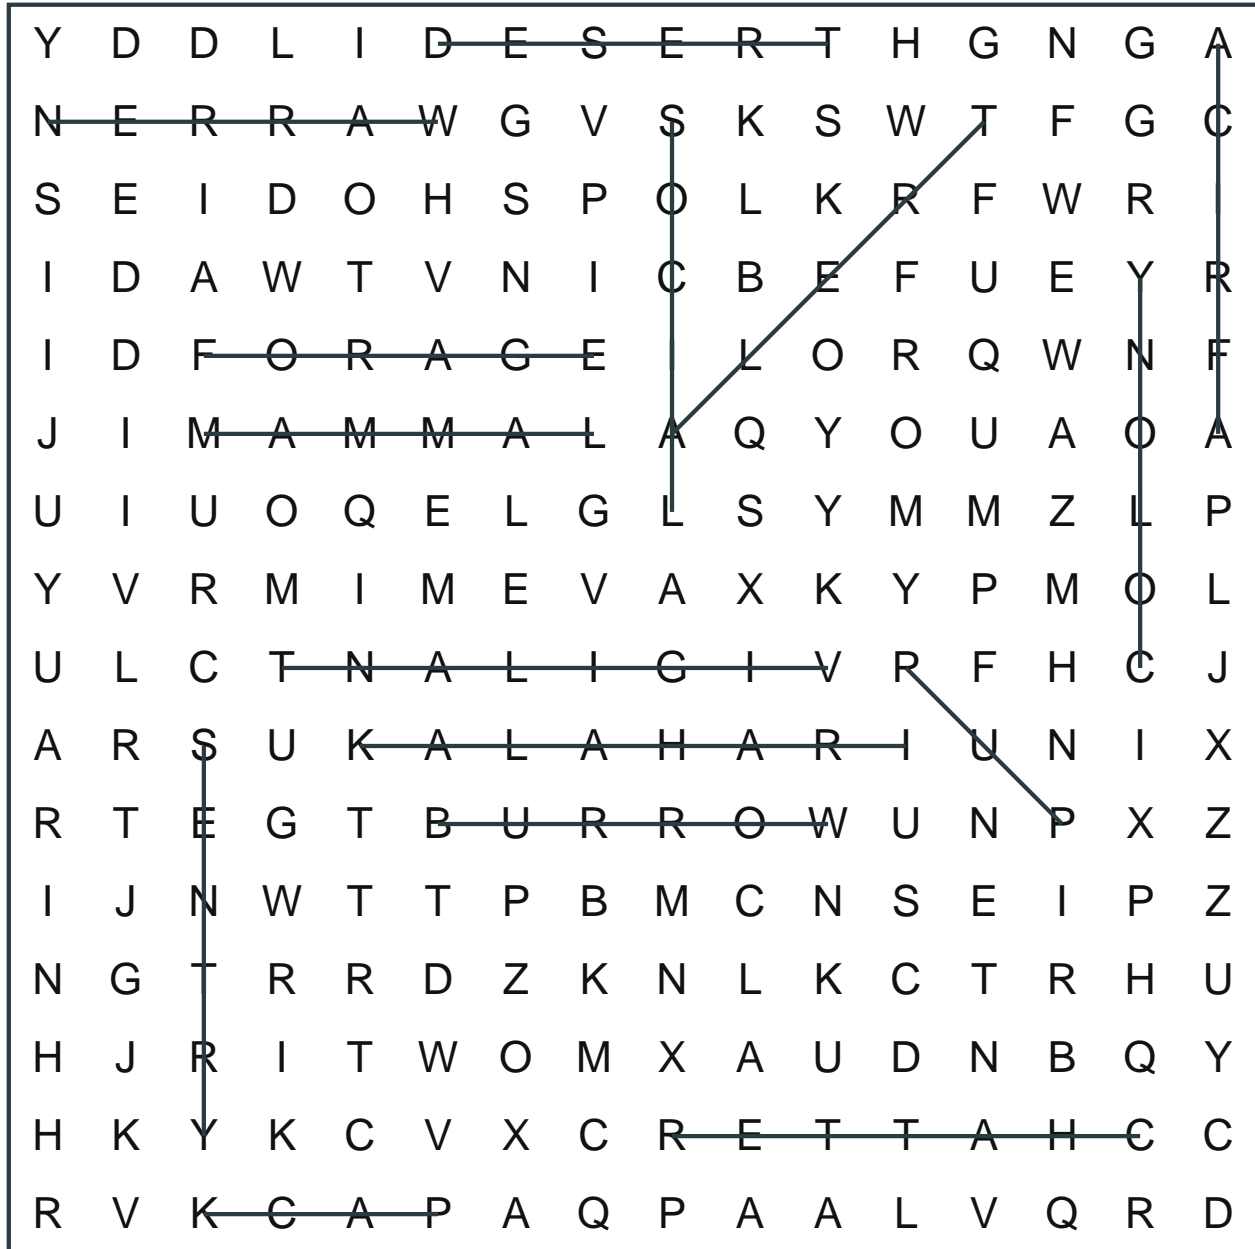 Y D D L I D E S E R T H G N G A
N E R R A W G V S K S W T F G C
S E I D O H S P O L K R F W R I
I D A W T V N I C B E F U E Y R
I D F O R A G E I L O R Q W N F
J I M A M M A L A Q Y O U A O A
U I U O Q E L G L S Y M M Z L P
Y V R M I M E V A X K Y P M O L
U L C T N A L I G I V R F H C J
A R S U K A L A H A R I U N I X
R T E G T B U R R O W U N P X Z
I J N W T T P B M C N S E I P Z
N G T R R D Z K N L K C T R H U
H J R I T W O M X A U D N B Q Y
H K Y K C V X C R E T T A H C C
R V K C A P A Q P A A L V Q R D